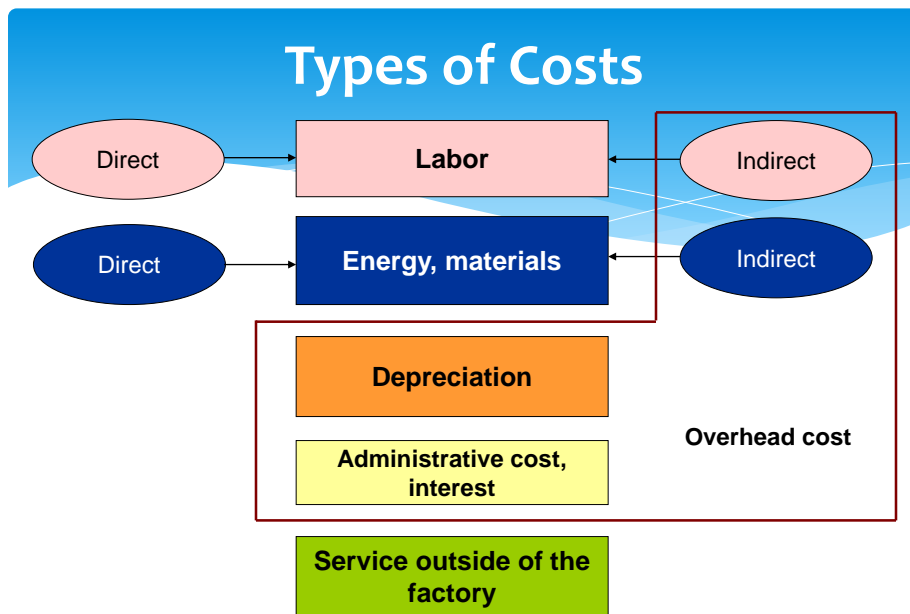 Types of Costs
Direct
Labor
Indirect
Direct
Energy, materials
Indirect
Depreciation
Overhead cost
Administrative cost,
interest
Service outside of the
factory